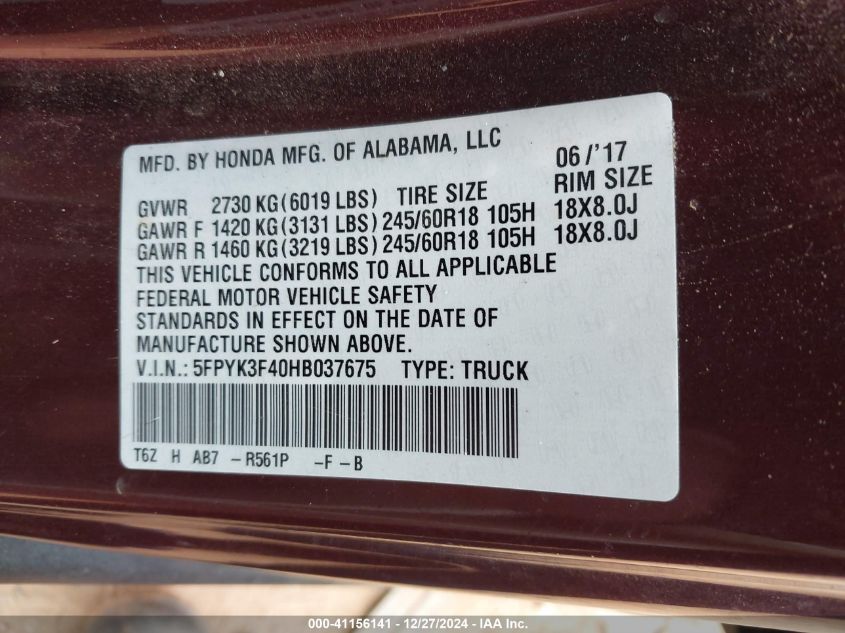 MFD. BY HONDA MFG. OF ALABAMA, LLC 06/'17
GVWR 2730 KG(6019 LBS) TIRE SIZE RIM SIZE
GAWR F 1420 KG(3131 LBS) 245/60R18 105H 18X8.0J
GAWR R 1460 KG(3219 LBS) 245/60R18 105H 18X8.0J
THIS VEHICLE CONFORMS TO ALL APPLICABLE
FEDERAL MOTOR VEHICLE SAFETY
STANDARDS IN EFFECT ON THE DATE OF
MANUFACTURE SHOWN ABOVE.
V.I.N.: 5FPYK3F40HB037675 TYPE: TRUCK
T6Z H AB7 -R561P -F-B
000-41156141 - 12/27/2024 - IAA Inc.